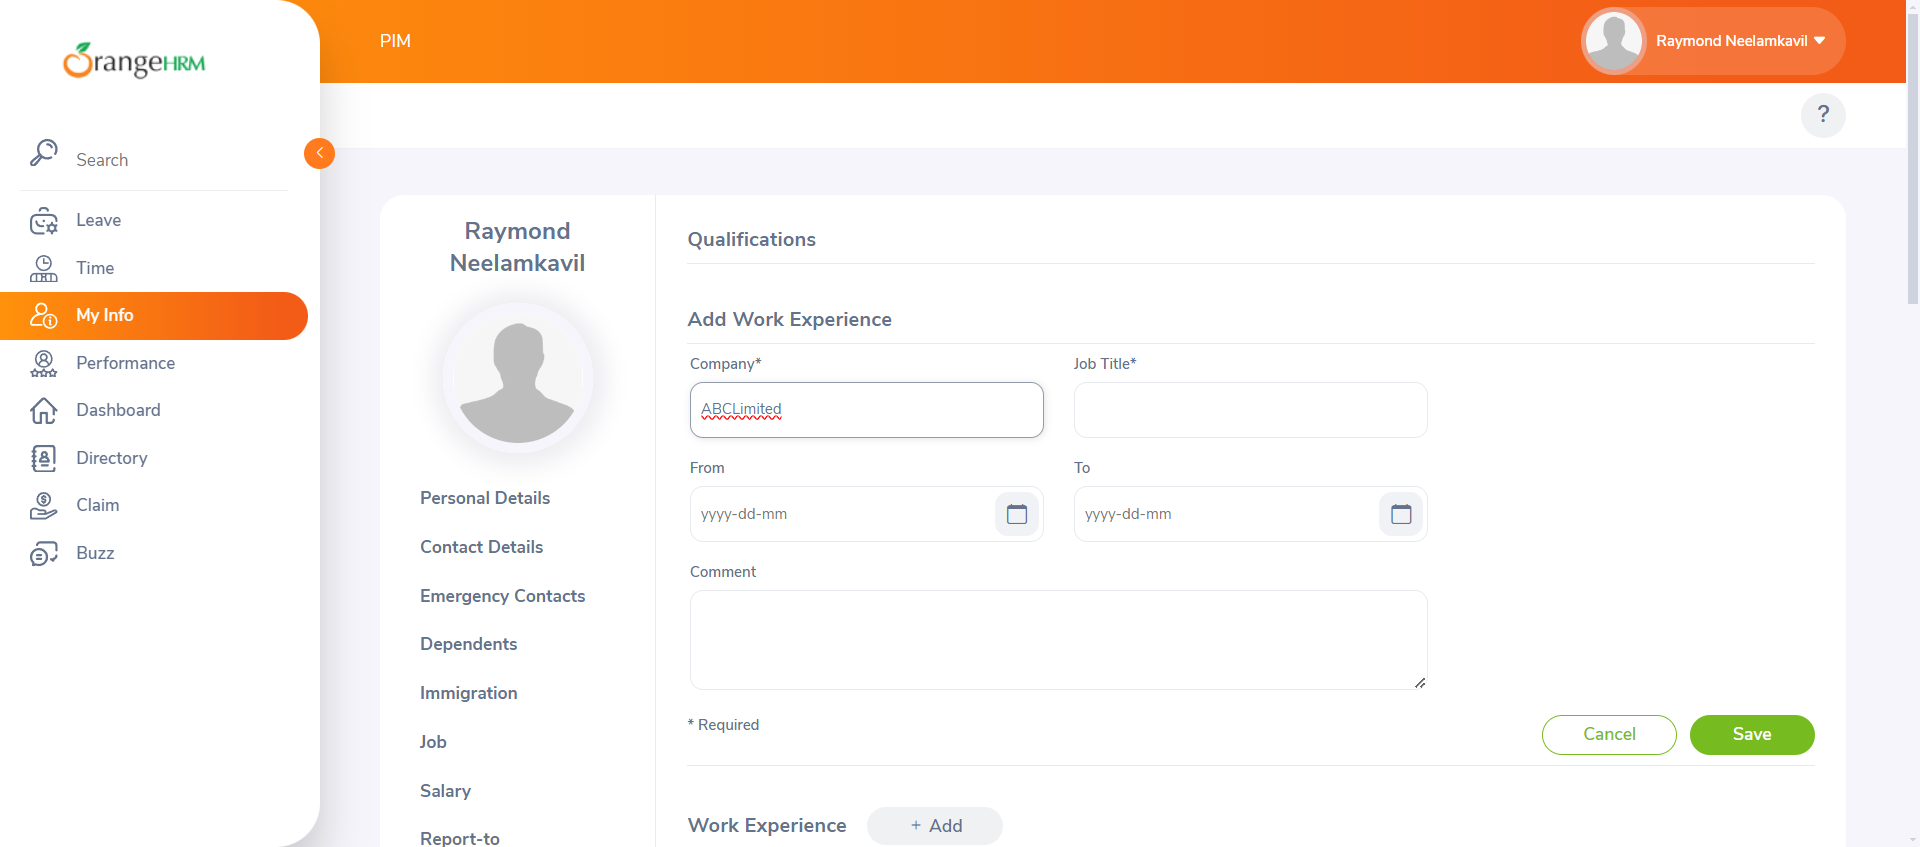 OrangeHRM
PIM
Raymond Neelamkavil
?
Search
Leave
Time
My Info
Performance
Dashboard
Directory
Claim
Buzz
Raymond
Neelamkavil
Personal Details
Contact Details
Emergency Contacts
Dependents
Immigration
Job
Salary
Report-to
Qualifications
Add Work Experience
Company* Job Title*
ABCLimited
From To
yyyy-dd-mm yyyy-dd-mm
Comment
* Required
Cancel Save
Work Experience + Add